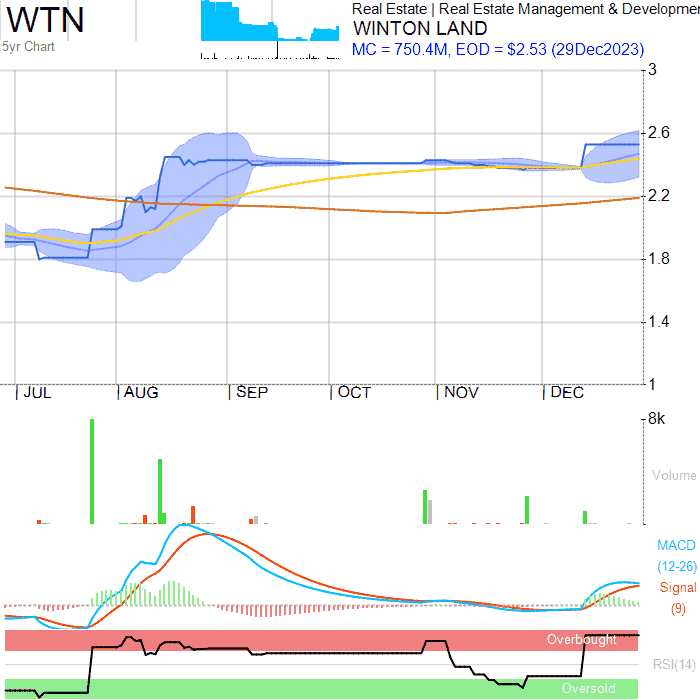 WTN
5yr Chart
Real Estate | Real Estate Management & Developmen
WINTON LAND
MC = 750.4M, EOD = $2.53 (29Dec2023)
3
2.6
2.2
1.8
1.4
1
JUL AUG SEP OCT NOV DEC
8k
Volume
MACD
(12-26)
Signal
(9)
Overbought
RSI(14)
Oversold